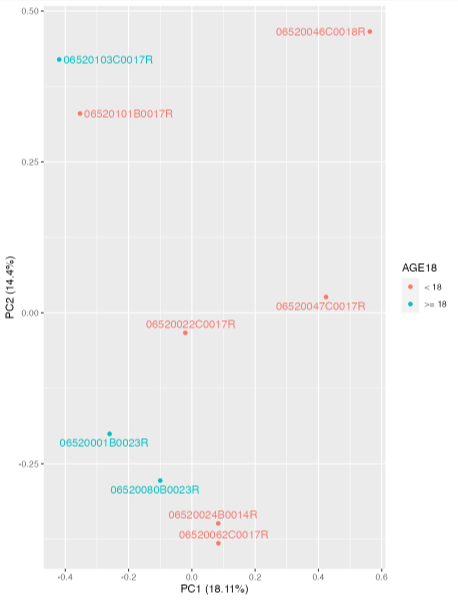 0.50
06520046C0018R
06520103C0017R
06520101B0017R
0.25
AGE18
< 18
>= 18
PC2 (14.4%)
06520047C0017R
0.00
06520022C0017R
06520001B0023R
-0.25
06520080B0023R
06520024B0014R
06520062C0017R
-0.4 -0.2 0.0 0.2 0.4 0.6
PC1 (18.11%)